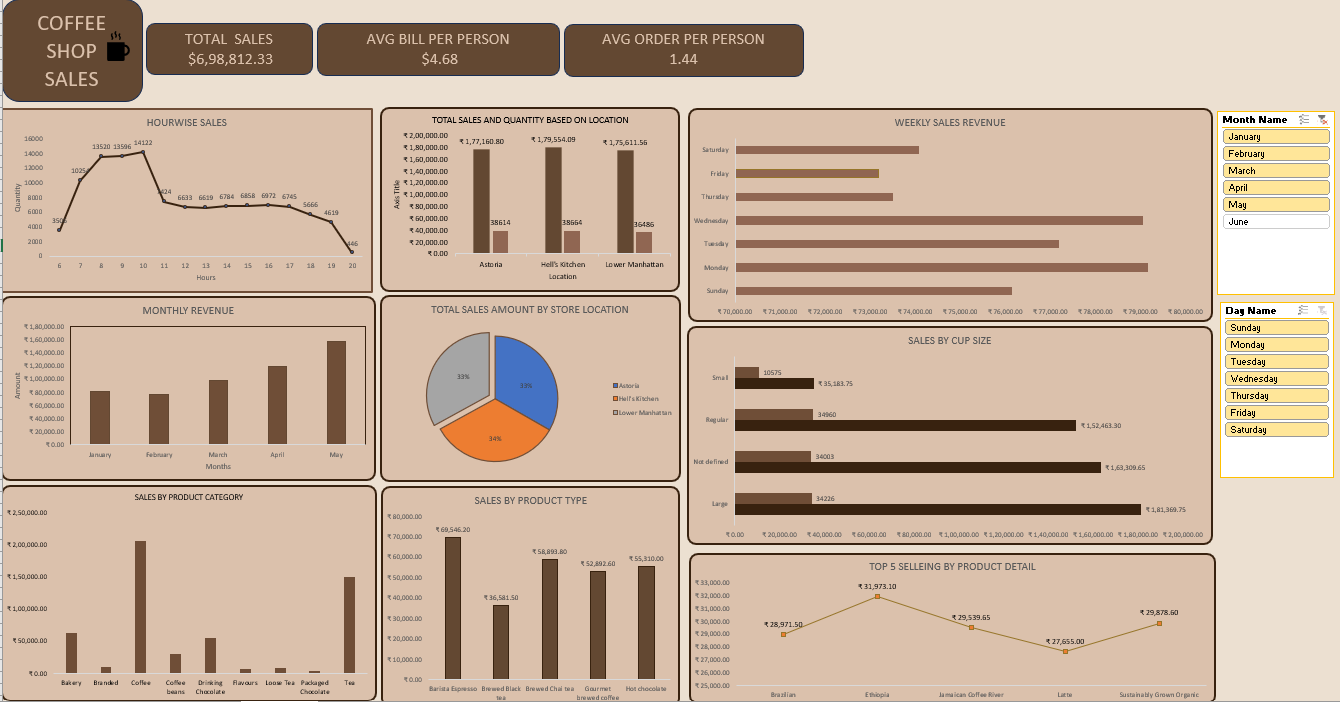 COFFEE
SHOP
SALES
TOTAL SALES
$6,98,812.33
AVG BILL PER PERSON
$4.68
AVG ORDER PER PERSON
1.44
HOURWISE SALES
16000
14000
12000
10000
8000
6000
4000
2000
0
Quantity
13520
13596
14122
6633
6619
6784
6858
6972
6745
5666
4619
446
6 7 8 9 10 11 12 13 14 15 16 17 18 19 20
Hours
TOTAL SALES AND QUANTITY BASED ON LOCATION
₹ 2,00,000.00
₹ 1,80,000.00
₹ 1,60,000.00
₹ 1,40,000.00
₹ 1,20,000.00
₹ 1,00,000.00
₹ 80,000.00
₹ 60,000.00
₹ 40,000.00
₹ 20,000.00
₹ 0.00
Axis Title
₹ 1,77,160.80
₹ 1,79,554.09
₹ 1,75,611.56
38614
38664
36486
Astoria
Hell's Kitchen
Lower Manhattan
Location
WEEKLY SALES REVENUE
Saturday
Friday
Thursday
Wednesday
Tuesday
Monday
Sunday
₹ 70,000.00 ₹ 71,000.00 ₹ 72,000.00 ₹ 73,000.00 ₹ 74,000.00 ₹ 75,000.00 ₹ 76,000.00 ₹ 77,000.00 ₹ 78,000.00 ₹ 79,000.00 ₹ 80,000.00
Month Name
January
February
March
April
May
June
Day Name
Sunday
Monday
Tuesday
Wednesday
Thursday
Friday
Saturday
MONTHLY REVENUE
₹ 1,80,000.00
₹ 1,60,000.00
₹ 1,40,000.00
₹ 1,20,000.00
₹ 1,00,000.00
₹ 80,000.00
₹ 60,000.00
₹ 40,000.00
₹ 20,000.00
₹ 0.00
Amount
January
February
March
April
May
Months
TOTAL SALES AMOUNT BY STORE LOCATION
33%
33%
34%
Astoria
Hell's Kitchen
Lower Manhattan
SALES BY CUP SIZE
Small
10575
₹ 35,183.75
Regular
34960
₹ 1,52,463.30
Not defined
34003
₹ 1,63,309.65
Large
34226
₹ 1,81,369.75
₹ 0.00 ₹ 20,000.00 ₹ 40,000.00 ₹ 60,000.00 ₹ 80,000.00 ₹ 1,00,000.00 ₹ 1,20,000.00 ₹ 1,40,000.00 ₹ 1,60,000.00 ₹ 1,80,000.00 ₹ 2,00,000.00
SALES BY PRODUCT CATEGORY
₹ 2,50,000.00
₹ 2,00,000.00
₹ 1,50,000.00
₹ 1,00,000.00
₹ 50,000.00
₹ 0.00
Bakery
Branded
Coffee
Coffee
beans
Drinking
Chocolate
Flavours
Loose Tea
Packaged
Chocolate
Tea
SALES BY PRODUCT TYPE
₹ 80,000.00
₹ 70,000.00
₹ 60,000.00
₹ 50,000.00
₹ 40,000.00
₹ 30,000.00
₹ 20,000.00
₹ 10,000.00
₹ 0.00
₹ 69,546.20
₹ 36,581.50
₹ 58,893.80
₹ 52,892.60
₹ 55,310.00
Barista Espresso
Brewed Black
tea
Brewed Chai tea
Gourmet
brewed coffee
Hot chocolate
TOP 5 SELLEING BY PRODUCT DETAIL
₹ 33,000.00
₹ 32,000.00
₹ 31,000.00
₹ 30,000.00
₹ 29,000.00
₹ 28,000.00
₹ 27,000.00
₹ 26,000.00
₹ 25,000.00
₹ 28,971.50
₹ 31,973.10
₹ 29,539.65
₹ 27,655.00
₹ 29,878.60
Brazilian
Ethiopia
Jamaican Coffee River
Latte
Sustainably Grown Organic